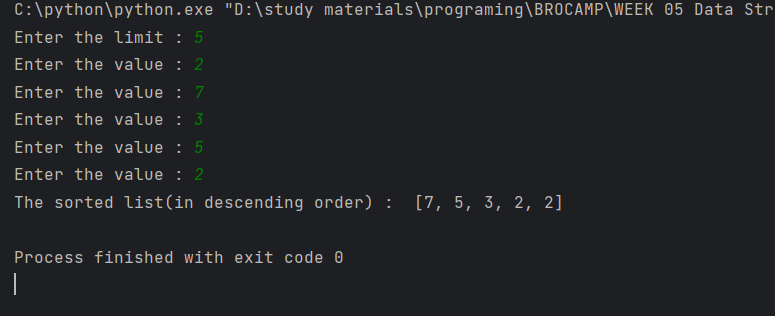 C:\python\python.exe "D:\study materials\programing\BROCAMP\WEEK 05 Data Str
Enter the limit : 5
Enter the value : 2
Enter the value : 7
Enter the value : 3
Enter the value : 5
Enter the value : 2
The sorted list(in descending order) :  [7, 5, 3, 2, 2]
Process finished with exit code 0